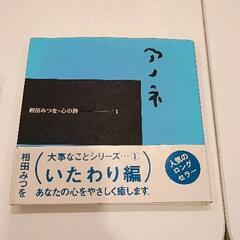 アノネ
相田みつを・心の詩 ――― /1
大事なことシリーズ…①
(いたわり編)
あなたの心をやさしく癒します。
相田みつを
人気の
ロング
セラー